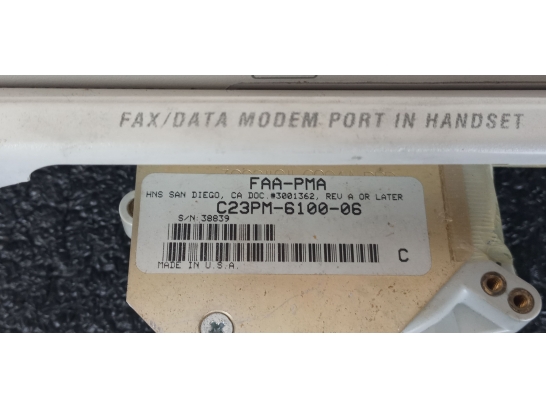 FAX/DATA MODEM PORT IN HANDSET
FAA-PMA
HNS SAN DIEGO, CA DOC.#3001362, REV A OR LATER
C23PM-6100-06
S/N: 38839
C
MADE IN U.S.A.